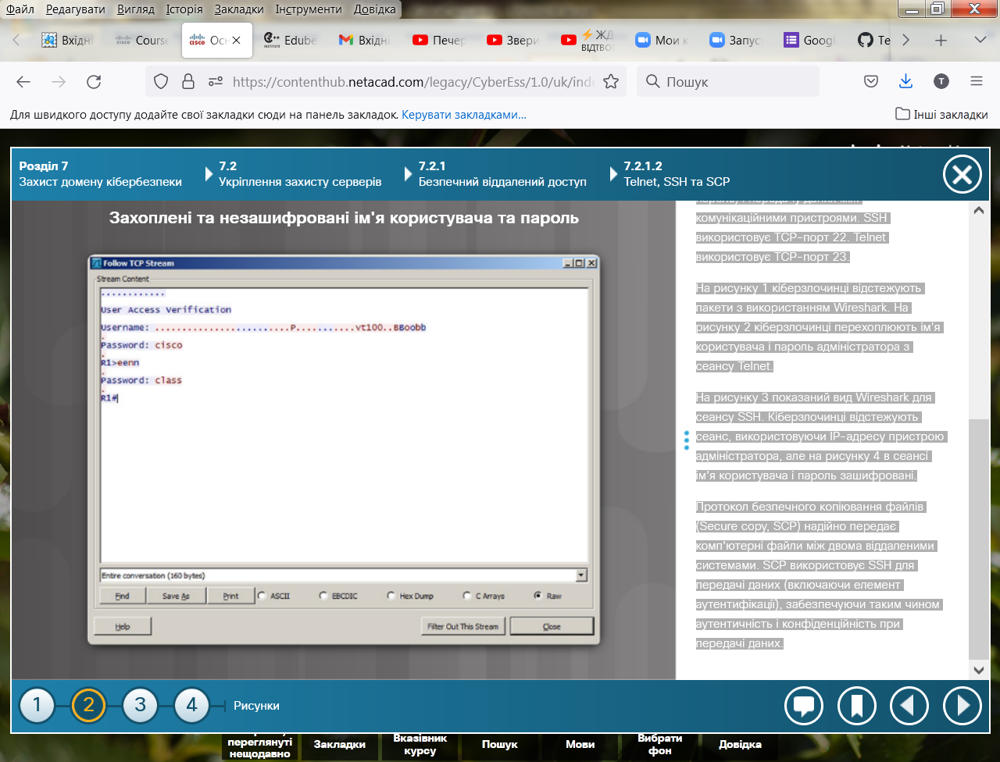 Файл Редагувати Вигляд Історія Закладки Інструменти Довідка
Вхідні Course Осн Edube Вхідні Печер Звери ЖД Мои к Запус Googl Те
ВІДТВО
https://contenthub.netacad.com/legacy/CyberEss/1.0/uk/inde
Пошук
T
Для швидкого доступу додайте свої закладки сюди на панель закладок. Керувати закладками...
Інші закладки
Розділ 7
Захист домену кібербезпеки
7.2
Укріплення захисту серверів
7.2.1
Безпечний віддалений доступ
7.2.1.2
Telnet, SSH та SCP
Захоплені та незашифровані ім'я користувача та пароль
Follow TCP Stream
Stream Content
............
User Access Verification
Username: .........................P...........vt100..BBoobb
.
Password: cisco
.
R1>eenn
.
Password: class
.
R1#
Entire conversation (160 bytes)
Find Save As Print ASCII EBCDIC Hex Dump C Arrays Raw
Help Filter Out This Stream Close
комунікаційними пристроями. SSH
використовує TCP-порт 22. Telnet
використовує TCP-порт 23.
На рисунку 1 кіберзлочинці відстежують
пакети з використанням Wireshark. На
рисунку 2 кіберзлочинці перехоплюють ім'я
користувача і пароль адміністратора з
сеансу Telnet.
На рисунку 3 показаний вид Wireshark для
сеансу SSH. Кіберзлочинці відстежують
сеанс, використовуючи IP-адресу пристрою
адміністратора, але на рисунку 4 в сеансі
ім'я користувача і пароль зашифровані.
Протокол безпечного копіювання файлів
(Secure copy, SCP) надійно передає
комп'ютерні файли між двома віддаленими
системами. SCP використовує SSH для
передачі даних (включаючи елемент
аутентифікації), забезпечуючи таким чином
аутентичність і конфіденційність при
передачі даних.
1 2 3 4 Рисунки
переглянуті
нещодавно
Закладки
Вказівник
курсу
Пошук
Мови
Вибрати
фон
Довідка